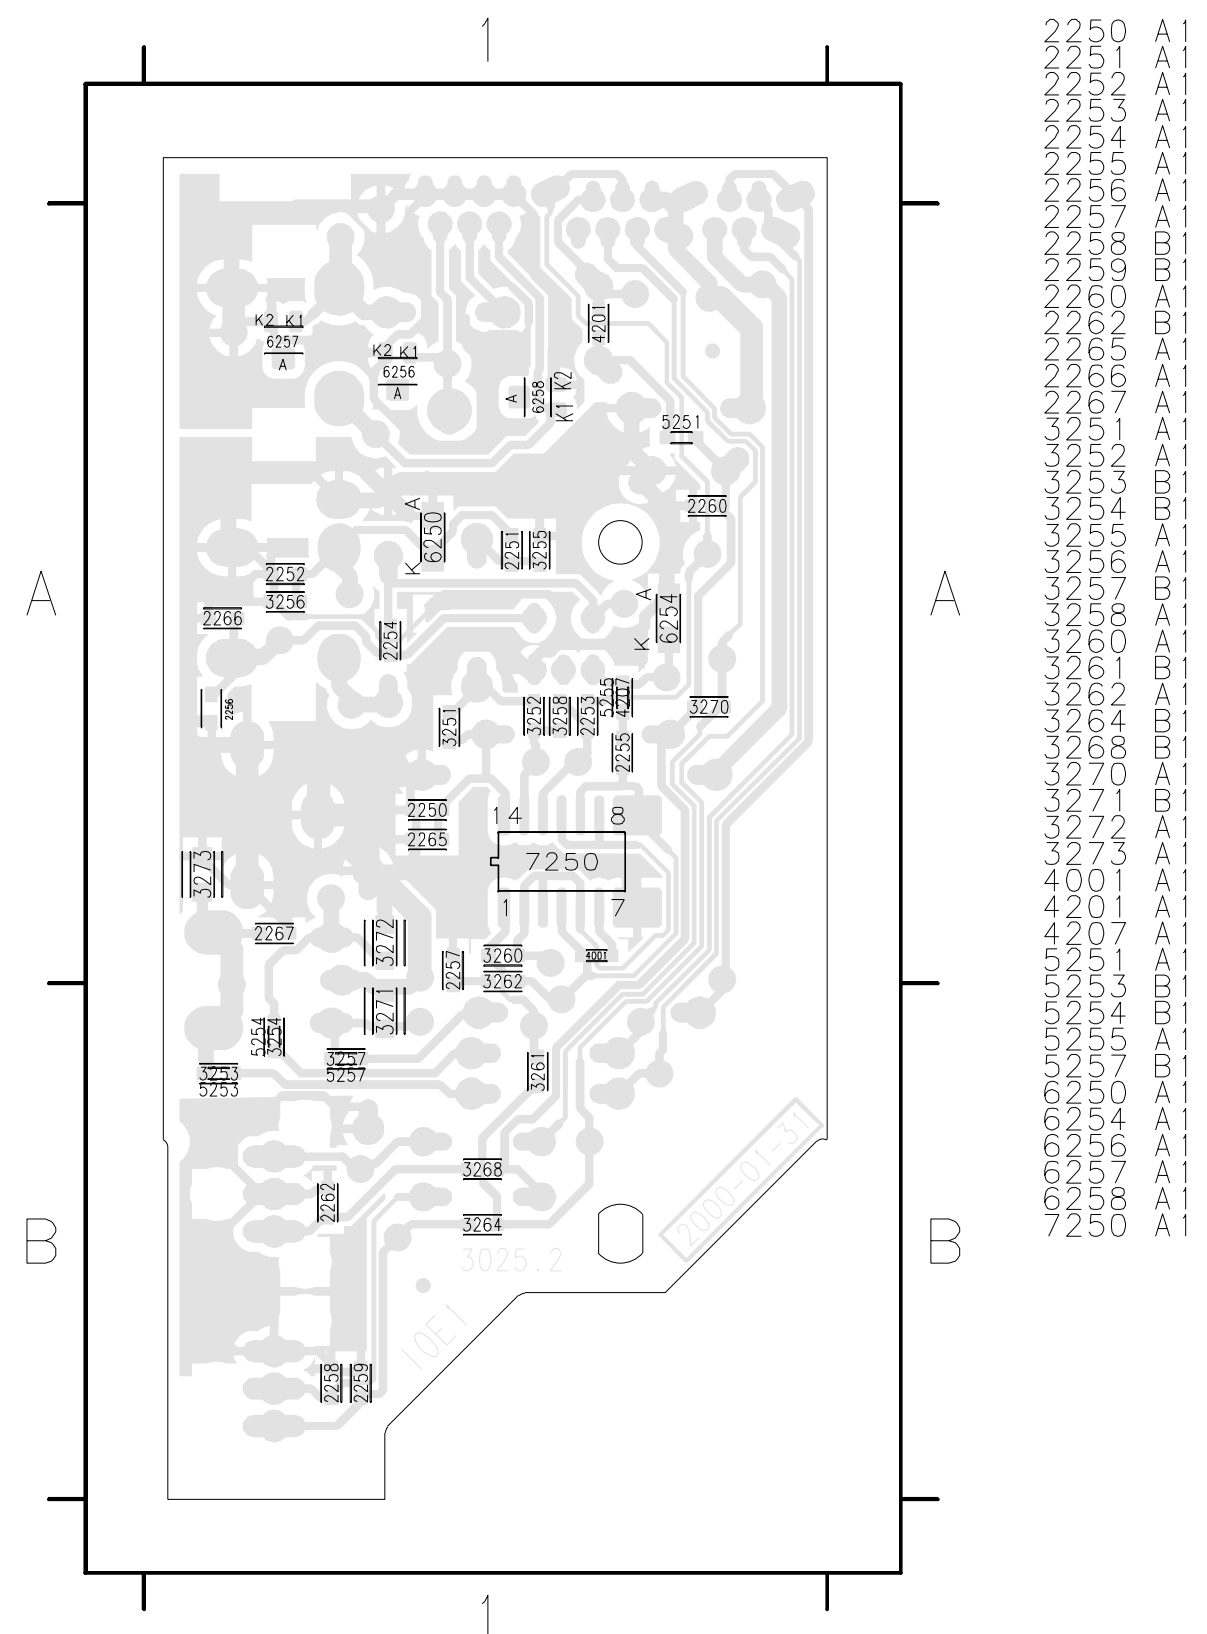 1
2250 A1
2251 A1
2252 A1
2253 A1
2254 A1
2255 A1
2256 A1
2257 A1
2258 B1
2259 B1
2260 A1
2262 B1
2265 A1
2266 A1
2267 A1
3251 A1
3252 A1
3253 B1
3254 B1
3255 A1
3256 A1
3257 B1
3258 A1
3260 A1
3261 B1
3262 A1
3264 B1
3268 B1
3270 A1
3271 B1
3272 A1
3273 A1
4001 A1
4201 A1
4207 A1
5251 A1
5253 B1
5254 B1
5255 A1
5257 B1
6250 A1
6254 A1
6256 A1
6257 A1
6258 A1
7250 A1
K2 K1
6257
A
4201
K2 K1
6256
A
A
6258
K1 K2
5251
2260
A
6250
K
2251
3255
2252
3256
2266
A
A
A
6254
K
2254
5255
4207
2256
3251
3252
3258
2253
3270
2255
2250
2265
14
8
7250
1
7
3273
2267
3272
2257
3260
3262
4001
3271
5254
3254
3257
5257
3253
5253
3261
2000-01-31
3268
2262
3264
B
B
3025.2
10E1
2258
2259
1